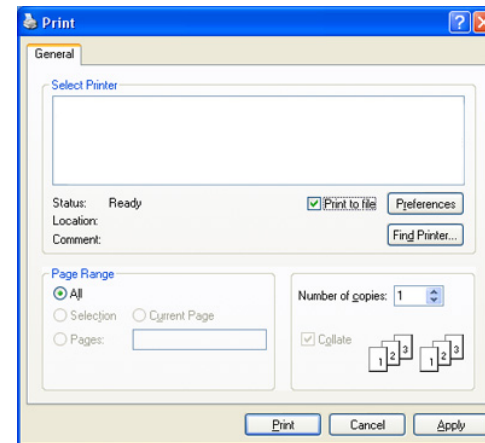 Print
General
Select Printer
Status: Ready
Print to file
Preferences
Location:
Comment:
Find Printer...
Page Range
All
Selection
Current Page
Pages:
Number of copies: 1
Collate
1 2 3 1 2 3
Print Cancel Apply